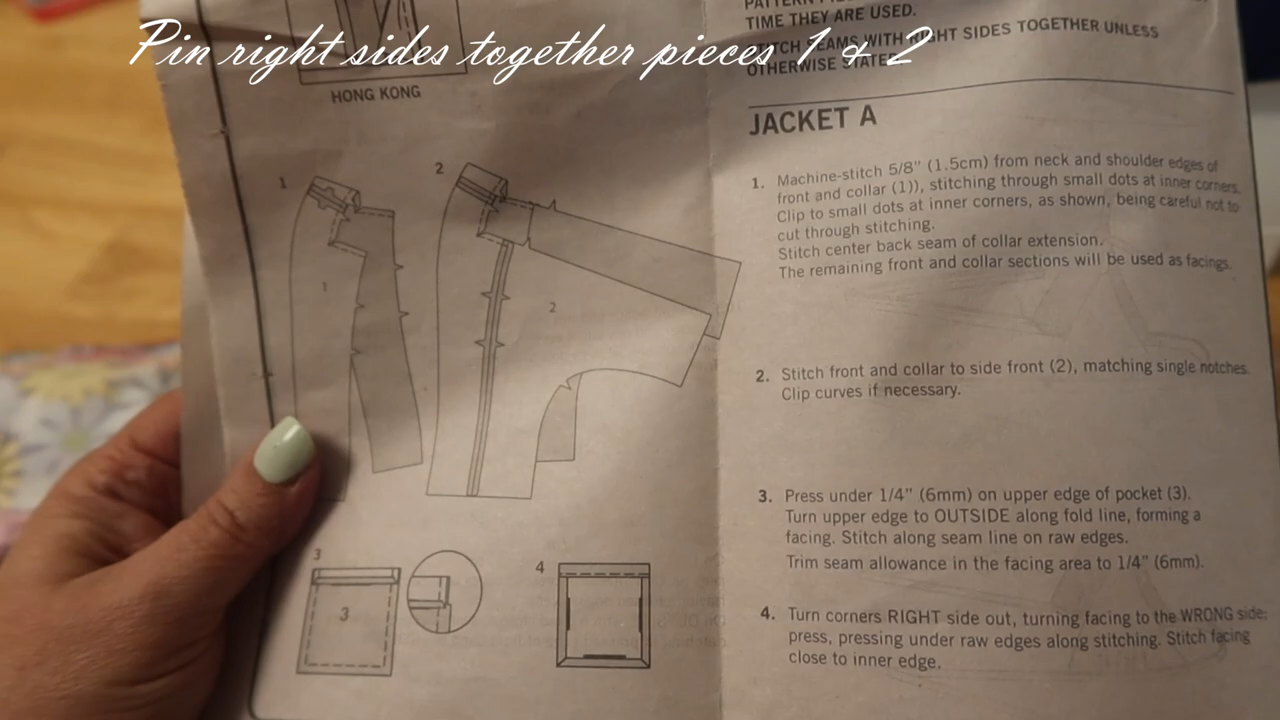 Pin right sides together pieces 1 & 2
HONG KONG
TIME THEY ARE USED.
STITCH SEAMS WITH RIGHT SIDES TOGETHER UNLESS
OTHERWISE STATED
JACKET A
1. Machine-stitch 5/8" (1.5cm) from neck and shoulder edges of
front and collar (1)), stitching through small dots at inner corners.
Clip to small dots at inner corners, as shown, being careful not to
cut through stitching.
Stitch center back seam of collar extension.
The remaining front and collar sections will be used as facings.
2. Stitch front and collar to side front (2), matching single notches.
Clip curves if necessary.
3. Press under 1/4" (6mm) on upper edge of pocket (3).
Turn upper edge to OUTSIDE along fold line, forming a
facing. Stitch along seam line on raw edges.
Trim seam allowance in the facing area to 1/4" (6mm).
4. Turn corners RIGHT side out, turning facing to the WRONG side;
press, pressing under raw edges along stitching. Stitch facing
close to inner edge.
1
2
1
2
3
3
4